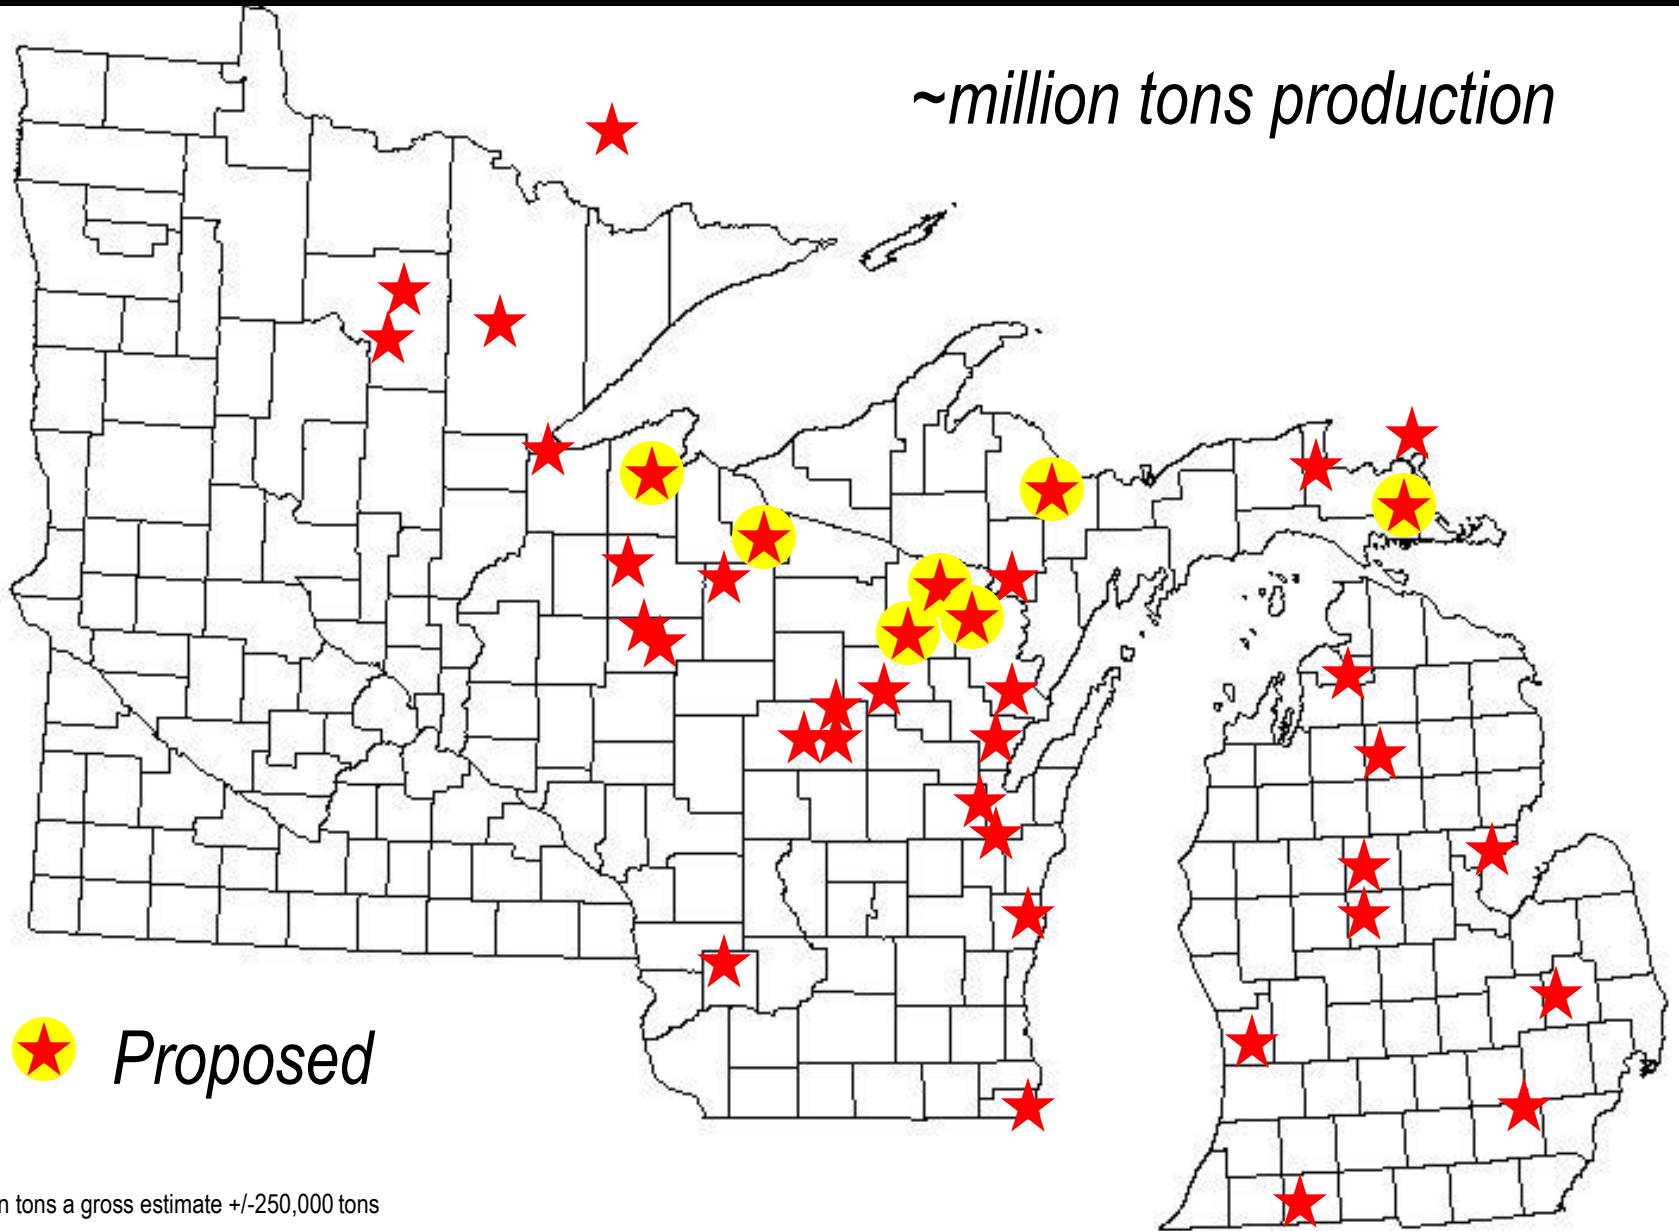 ~million tons production
Proposed
tons a gross estimate +/-250,000 tons